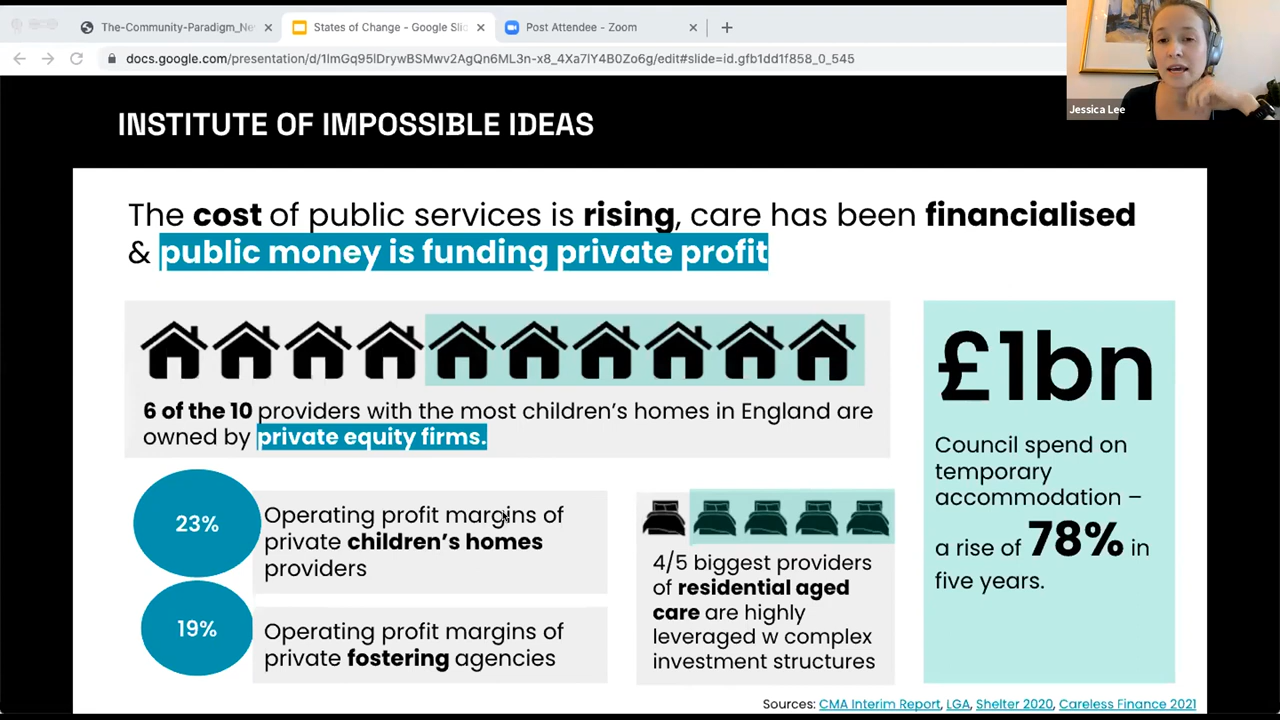 The-Community-Paradigm_Ne
States of Change - Google Slid
Post Attendee - Zoom
docs.google.com/presentation/d/1lmGq95lDrywBSMwv2AgQn6ML3n-x8_4Xa7lY4B0Zo6g/edit#slide=id.gfb1dd1f858_0_545
Jessica Lee
INSTITUTE OF IMPOSSIBLE IDEAS
The cost of public services is rising, care has been financialised
& public money is funding private profit
6 of the 10 providers with the most children's homes in England are
owned by private equity firms.
£1bn
Council spend on
temporary
accommodation –
a rise of 78% in
five years.
23%
Operating profit margins of
private children's homes
providers
19%
Operating profit margins of
private fostering agencies
4/5 biggest providers
of residential aged
care are highly
leveraged w complex
investment structures
Sources: CMA Interim Report, LGA, Shelter 2020, Careless Finance 2021